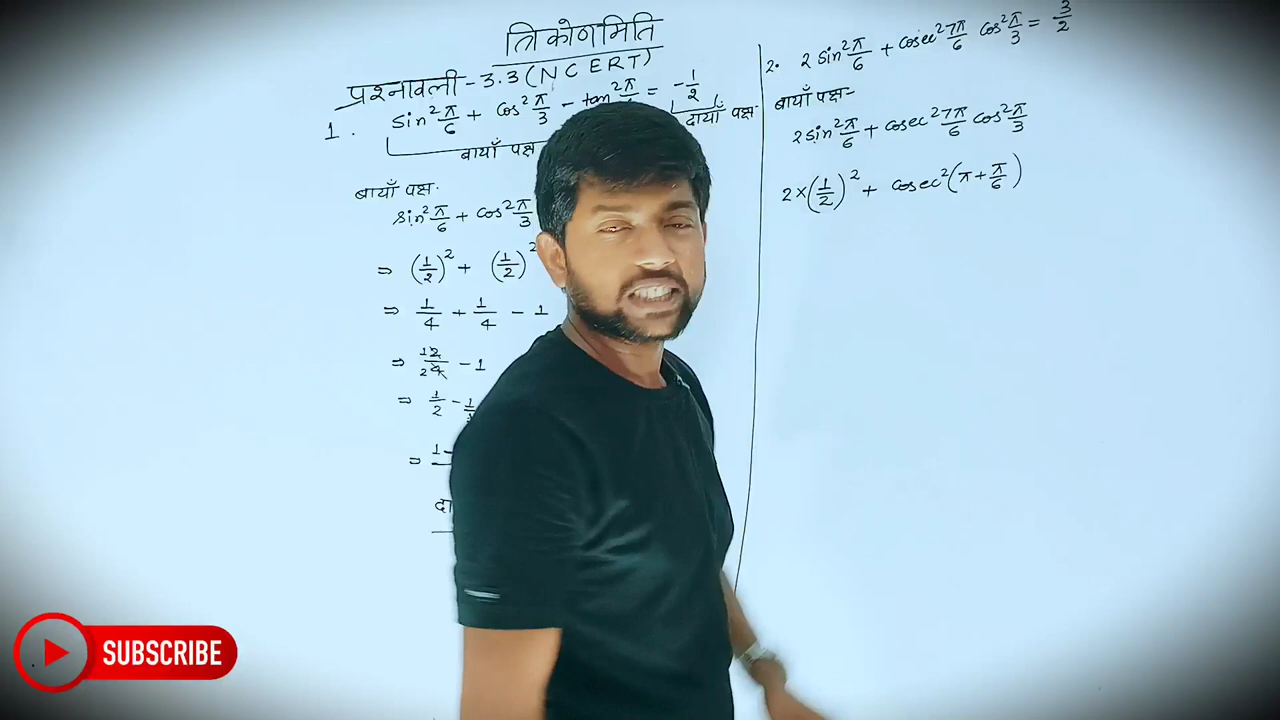 त्रिकोणमिति
प्रश्नावली - 3.3 (NCERT)
1. sin²π/6 + cos²π/3 - tan²π = -1/2
बायाँ पक्ष दायाँ पक्ष
बायाँ पक्ष-
sin²π/6 + cos²π/3
⇒ (1/2)² + (1/2)²
⇒ 1/4 + 1/4 - 1
⇒ 2/4 - 1
⇒ 1/2 - 1
⇒ 1-
दा
2. 2 sin²π/6 + cosec²7π/6 cos²π/3 = 3/2
बायाँ पक्ष-
2 sin²π/6 + cosec²7π/6 cos²π/3
2×(1/2)² + cosec²(π+π/6)
SUBSCRIBE